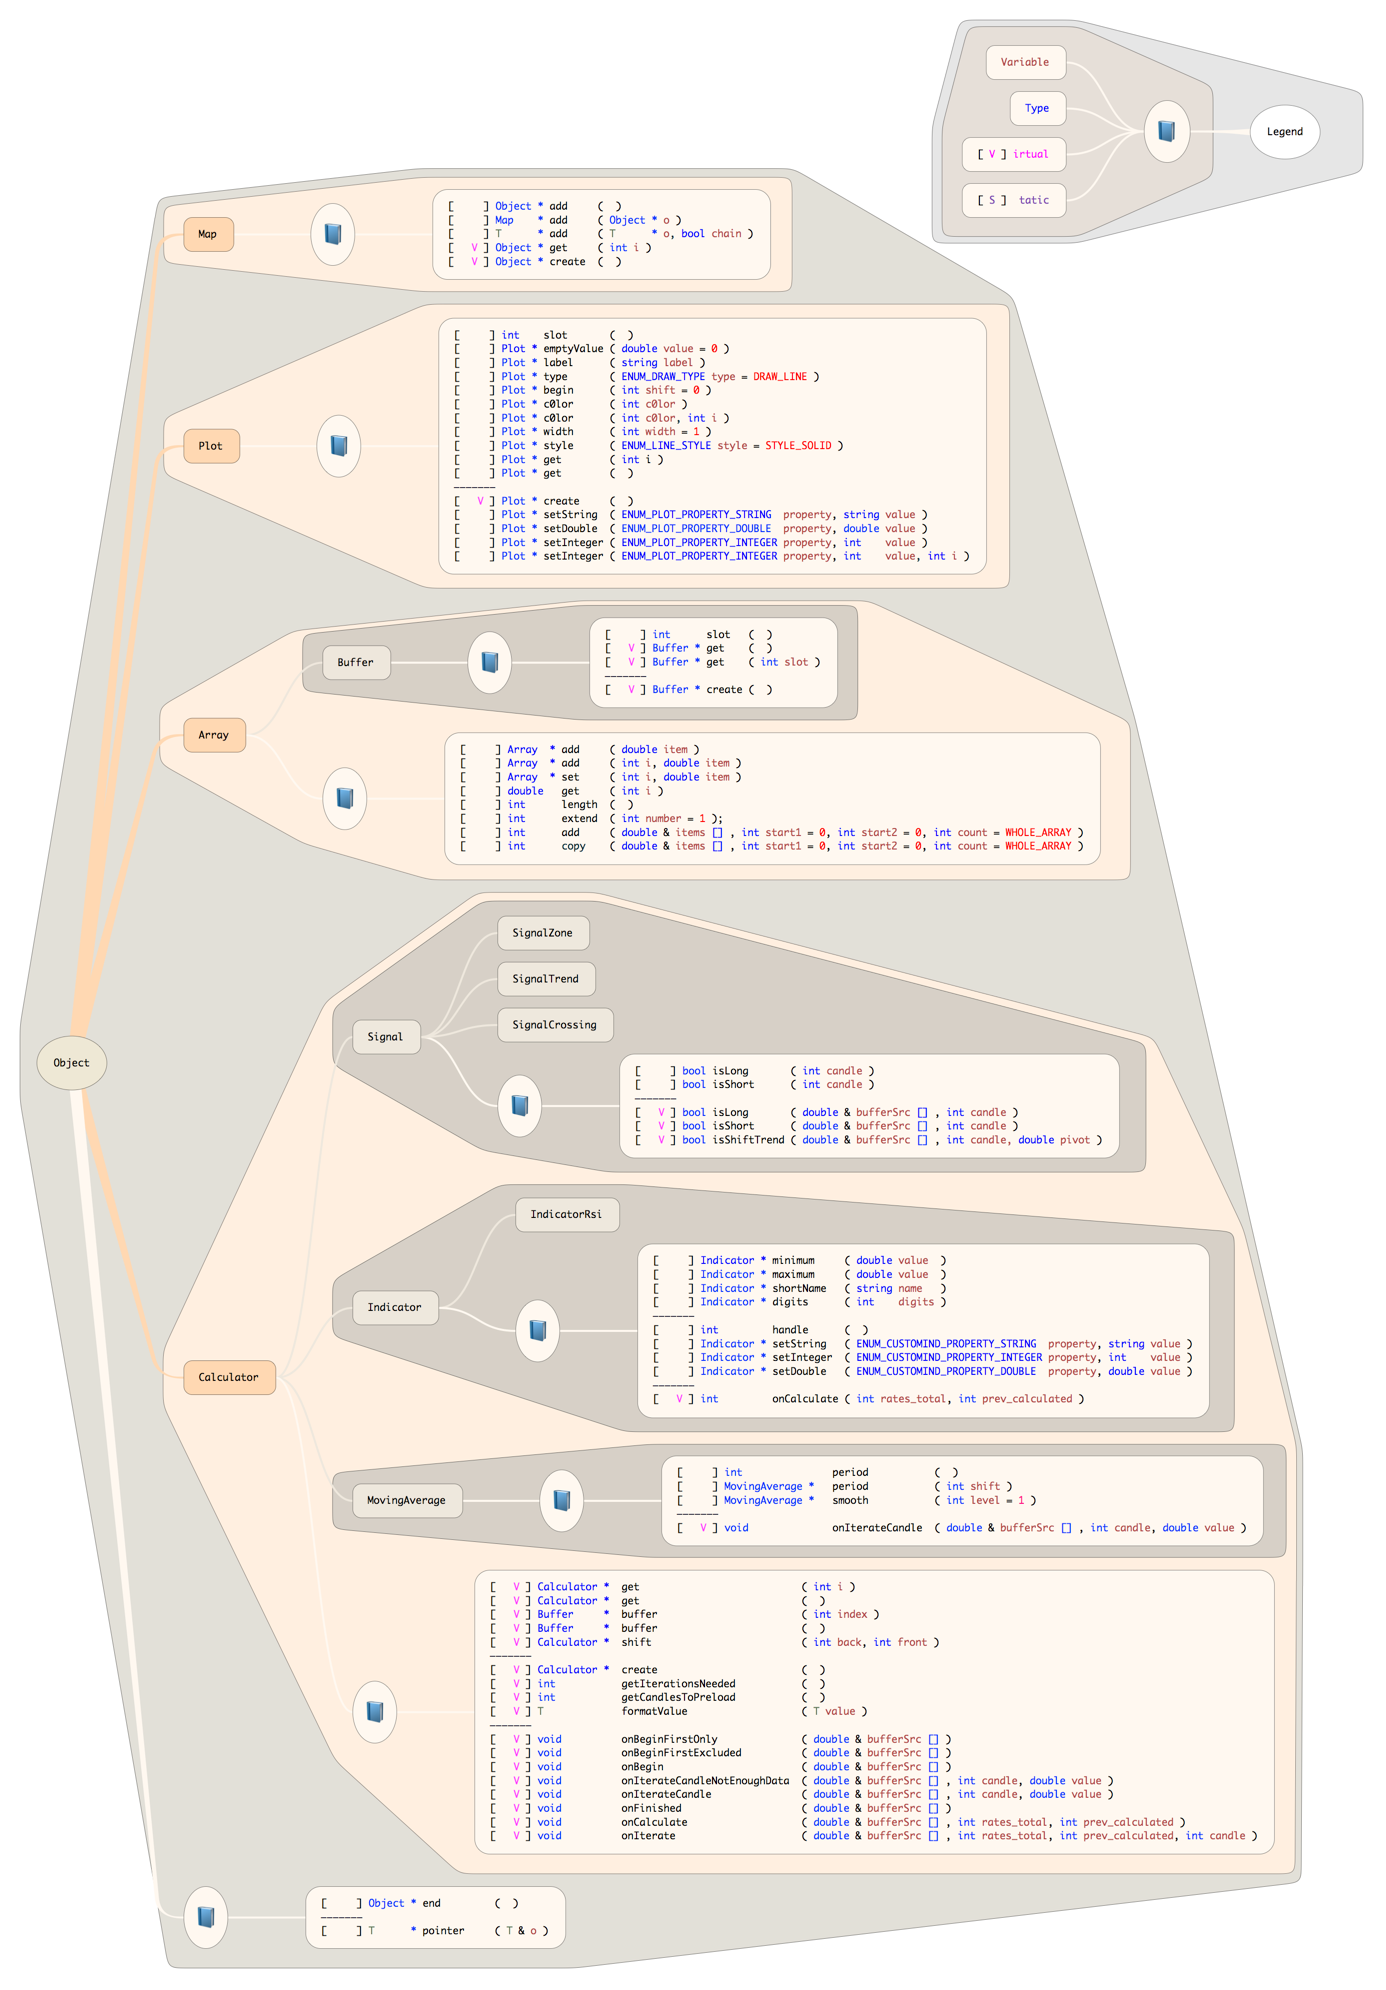 Variable
Type
[ V ] irtual
[ S ] tatic
Legend
Map
[     ] Object * add     (  )
[     ] Map    * add     ( Object * o )
[     ] T      * add     ( T      * o, bool chain )
[   V ] Object * get     ( int i )
[   V ] Object * create  (  )
Plot
[     ] int    slot       (  )
[     ] Plot * emptyValue ( double value = 0 )
[     ] Plot * label      ( string label )
[     ] Plot * type       ( ENUM_DRAW_TYPE type = DRAW_LINE )
[     ] Plot * begin      ( int shift = 0 )
[     ] Plot * c0lor      ( int c0lor )
[     ] Plot * c0lor      ( int c0lor, int i )
[     ] Plot * width      ( int width = 1 )
[     ] Plot * style      ( ENUM_LINE_STYLE style = STYLE_SOLID )
[     ] Plot * get        ( int i )
[     ] Plot * get        (  )
-------
[   V ] Plot * create     (  )
[     ] Plot * setString  ( ENUM_PLOT_PROPERTY_STRING  property, string value )
[     ] Plot * setDouble  ( ENUM_PLOT_PROPERTY_DOUBLE  property, double value )
[     ] Plot * setInteger ( ENUM_PLOT_PROPERTY_INTEGER property, int    value )
[     ] Plot * setInteger ( ENUM_PLOT_PROPERTY_INTEGER property, int    value, int i )
Buffer
[     ] int      slot   (  )
[   V ] Buffer * get    (  )
[   V ] Buffer * get    ( int slot )
-------
[   V ] Buffer * create (  )
Array
[     ] Array  * add     ( double item )
[     ] Array  * add     ( int i, double item )
[     ] Array  * set     ( int i, double item )
[     ] double   get     ( int i )
[     ] int      length  (  )
[     ] int      extend  ( int number = 1 );
[     ] int      add     ( double & items [] , int start1 = 0, int start2 = 0, int count = WHOLE_ARRAY )
[     ] int      copy    ( double & items [] , int start1 = 0, int start2 = 0, int count = WHOLE_ARRAY )
SignalZone
SignalTrend
SignalCrossing
Signal
Object
[     ] bool isLong       ( int candle )
[     ] bool isShort      ( int candle )
-------
[   V ] bool isLong       ( double & bufferSrc [] , int candle )
[   V ] bool isShort      ( double & bufferSrc [] , int candle )
[   V ] bool isShiftTrend ( double & bufferSrc [] , int candle, double pivot )
IndicatorRsi
Indicator
[     ] Indicator * minimum     ( double value  )
[     ] Indicator * maximum     ( double value  )
[     ] Indicator * shortName   ( string name   )
[     ] Indicator * digits      ( int    digits )
-------
[     ] int         handle      (  )
[     ] Indicator * setString   ( ENUM_CUSTOMIND_PROPERTY_STRING  property, string value )
[     ] Indicator * setInteger  ( ENUM_CUSTOMIND_PROPERTY_INTEGER property, int    value )
[     ] Indicator * setDouble   ( ENUM_CUSTOMIND_PROPERTY_DOUBLE  property, double value )
-------
[   V ] int         onCalculate ( int rates_total, int prev_calculated )
Calculator
MovingAverage
[     ] int               period           (  )
[     ] MovingAverage *   period           ( int shift )
[     ] MovingAverage *   smooth           ( int level = 1 )
-------
[   V ] void              onIterateCandle  ( double & bufferSrc [] , int candle, double value )
[   V ] Calculator *  get                           ( int i )
[   V ] Calculator *  get                           (  )
[   V ] Buffer     *  buffer                        ( int index )
[   V ] Buffer     *  buffer                        (  )
[   V ] Calculator *  shift                         ( int back, int front )
-------
[   V ] Calculator *  create                        (  )
[   V ] int           getIterationsNeeded           (  )
[   V ] int           getCandlesToPreload           (  )
[   V ] T             formatValue                   ( T value )
-------
[   V ] void          onBeginFirstOnly              ( double & bufferSrc [] )
[   V ] void          onBeginFirstExcluded          ( double & bufferSrc [] )
[   V ] void          onBegin                       ( double & bufferSrc [] )
[   V ] void          onIterateCandleNotEnoughData  ( double & bufferSrc [] , int candle, double value )
[   V ] void          onIterateCandle               ( double & bufferSrc [] , int candle, double value )
[   V ] void          onFinished                    ( double & bufferSrc [] )
[   V ] void          onCalculate                   ( double & bufferSrc [] , int rates_total, int prev_calculated )
[   V ] void          onIterate                     ( double & bufferSrc [] , int rates_total, int prev_calculated, int candle )
[     ] Object * end         (  )
-------
[     ] T      * pointer     ( T & o )